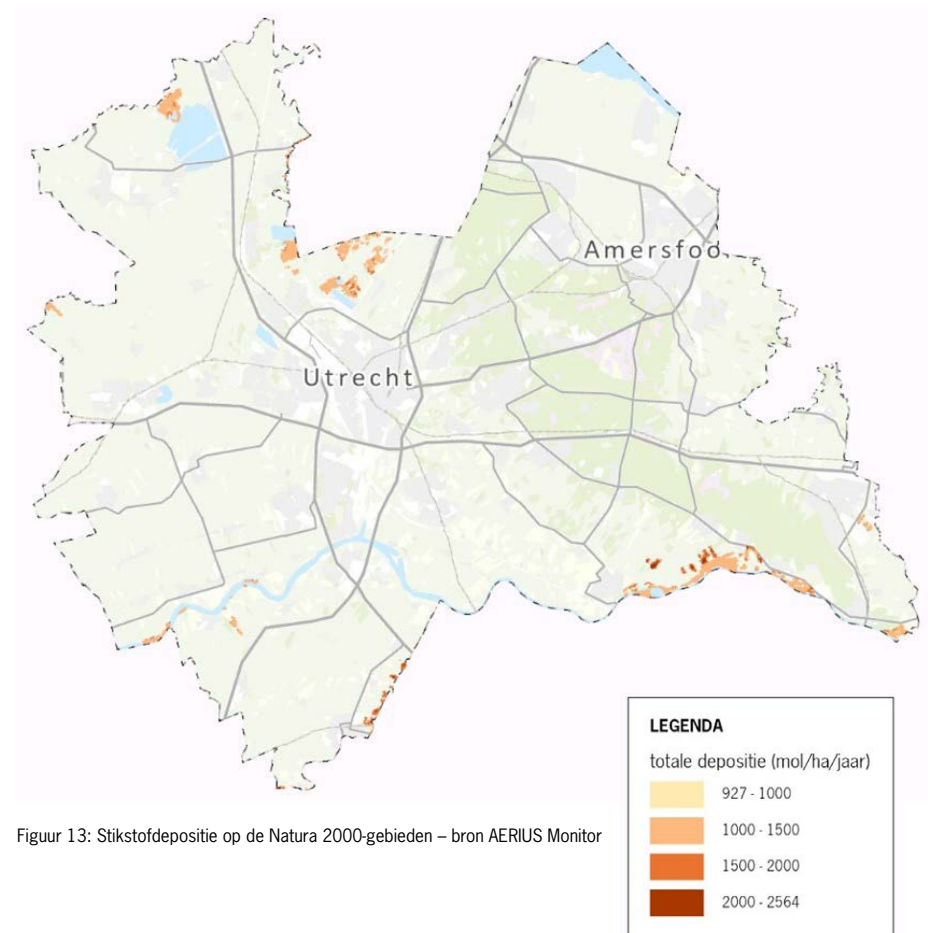 Amersfoo
Utrecht
LEGENDA
totale depositie (mol/ha/jaar)
927 - 1000
1000 - 1500
1500 - 2000
2000 - 2564
Figuur 13: Stikstofdepositie op de Natura 2000-gebieden – bron AERIUS Monitor